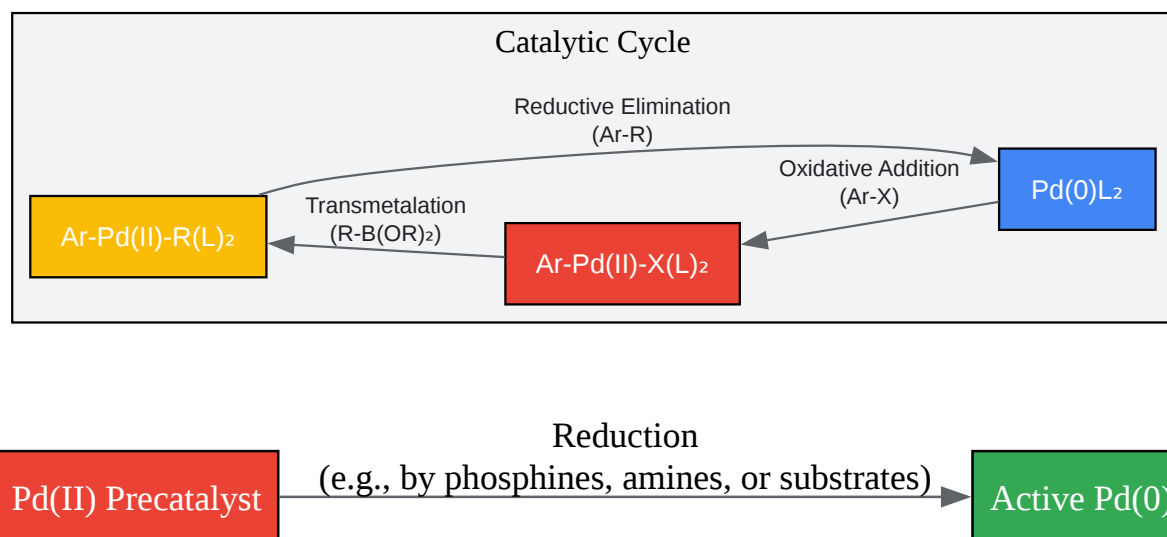 Catalytic Cycle
Reductive Elimination
(Ar-R)
Oxidative Addition
(Ar-X)
Pd(0)L₂
Transmetalation
(R-B(OR)₂)
Ar-Pd(II)-R(L)₂
Ar-Pd(II)-X(L)₂
Reduction
(e.g., by phosphines, amines, or substrates)
Pd(II) Precatalyst
Active Pd(0)